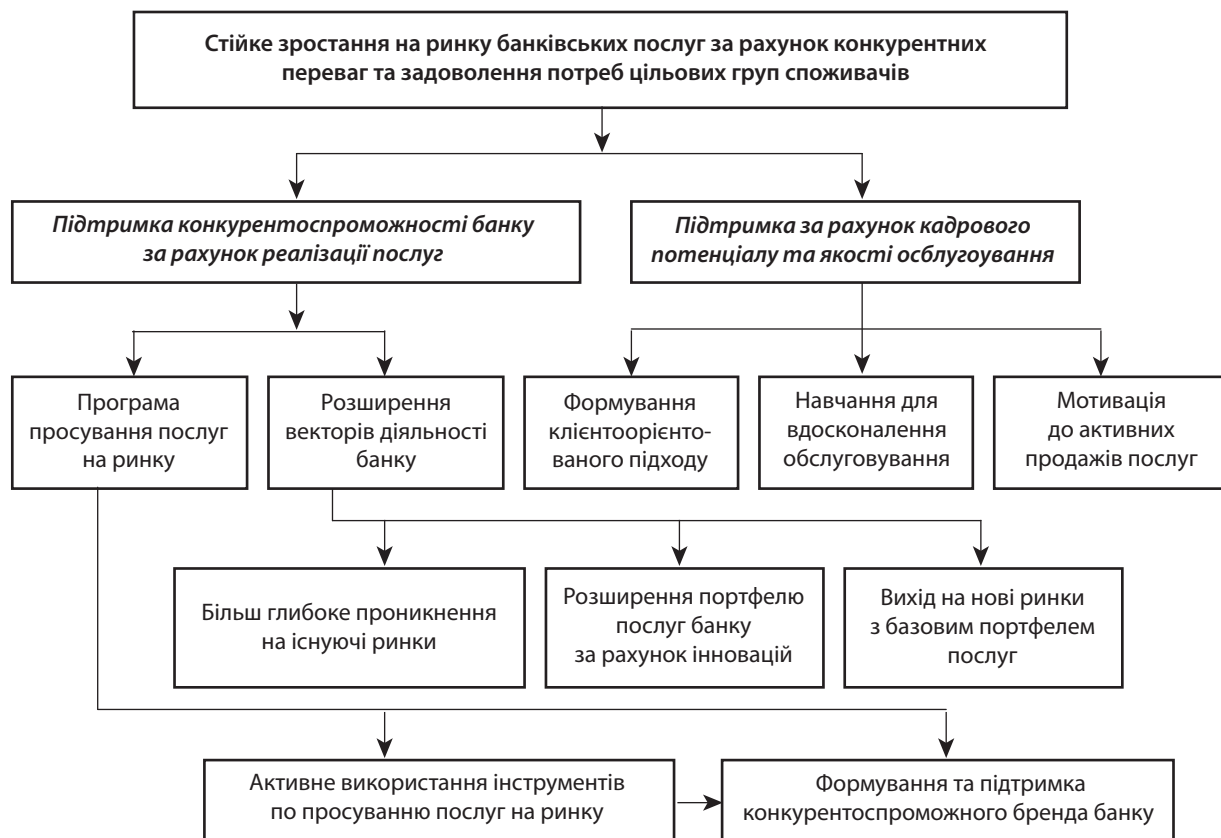 Стійке зростання на ринку банківських послуг за рахунок конкурентних
переваг та задоволення потреб цільових груп споживачів
Підтримка конкурентоспроможності банку
за рахунок реалізації послуг
Підтримка за рахунок кадрового
потенціалу та якості осблугоування
Програма
просування послуг
на ринку
Розширення
векторів діяльності
банку
Формування
клієнтоорієнто-
ваного підходу
Навчання для
вдосконалення
обслуговування
Мотивація
до активних
продажів послуг
Більш глибоке проникнення
на існуючі ринки
Розширення портфелю
послуг банку
за рахунок інновацій
Вихід на нові ринки
з базовим портфелем
послуг
Активне використання інструментів
по просуванню послуг на ринку
Формування та підтримка
конкурентоспроможного бренда банку